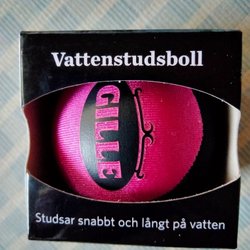 Vattenstudsboll
GILLE
Studsar snabbt och långt på vatten